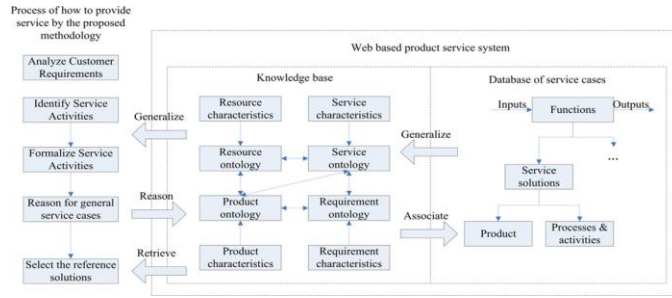 Process of how to provide
service by the proposed
methodology
Analyze Customer
Requirements
Identify Service
Activities
Formalize Service
Activities
Reason for general
service cases
Select the reference
solutions
Generalize
Reason
Retrieve
Web based product service system
Knowledge base
Resource
characteristics
Service
characteristics
Resource
ontology
Service
ontology
Product
ontology
Requirement
ontology
Product
characteristics
Requirement
characteristics
Generalize
Associate
Database of service cases
Inputs
Functions
Outputs
Service
solutions
...
Product
Processes &
activities